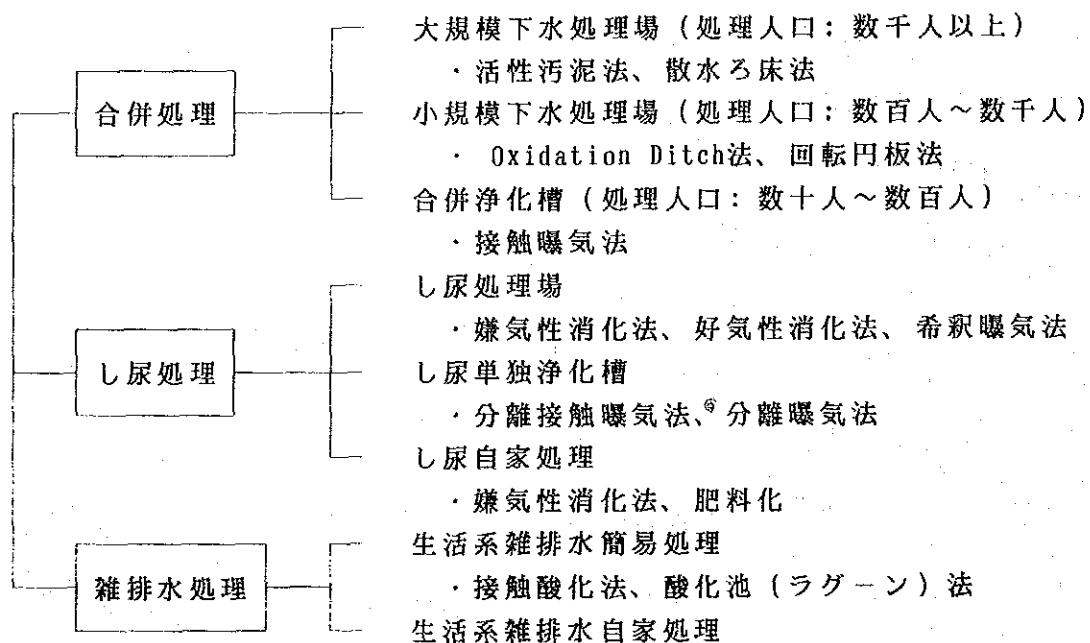 大規模下水処理場（処理人口：数千人以上）
・活性汚泥法、散水ろ床法
合併処理
小規模下水処理場（処理人口：数百人～数千人）
・Oxidation Ditch法、回転円板法
合併浄化槽（処理人口：数十人～数百人）
・接触曝気法
し尿処理場
・嫌気性消化法、好気性消化法、希釈曝気法
し尿処理
し尿単独浄化槽
・分離接触曝気法、分離曝気法
し尿自家処理
・嫌気性消化法、肥料化
生活系雑排水簡易処理
雑排水処理
・接触酸化法、酸化池（ラグーン）法
生活系雑排水自家処理